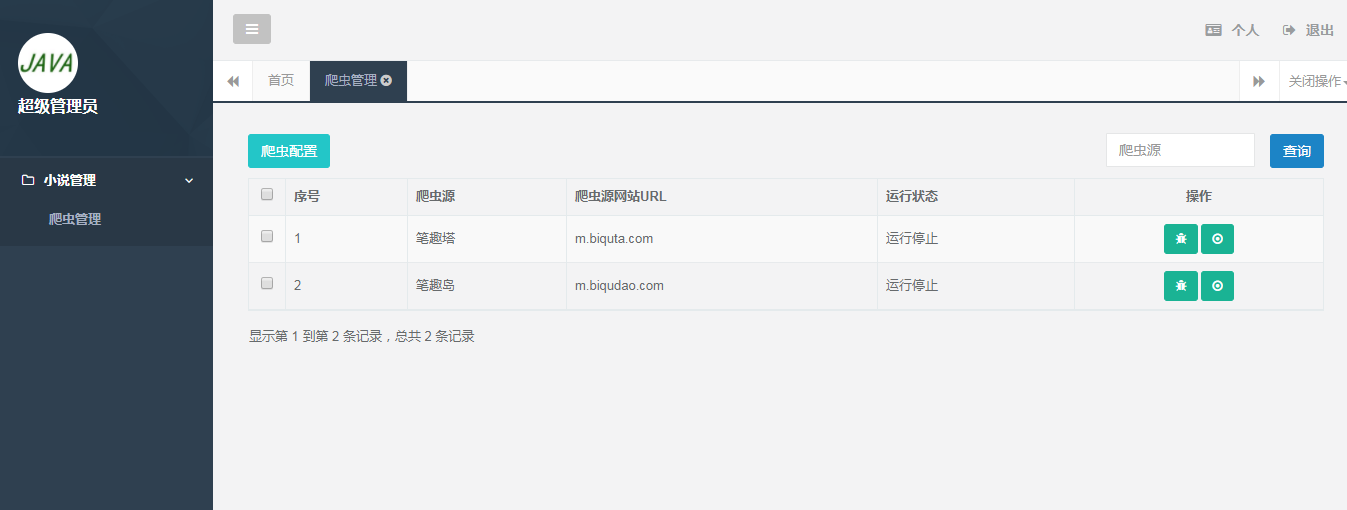 JAVA
超级管理员
小说管理
爬虫管理
个人 退出
首页 爬虫管理 关闭操作
爬虫配置 爬虫源 查询
序号 爬虫源 爬虫源网站URL 运行状态 操作
1 笔趣塔 m.biquta.com 运行停止
2 笔趣岛 m.biqudao.com 运行停止
显示第 1 到第 2 条记录，总共 2 条记录